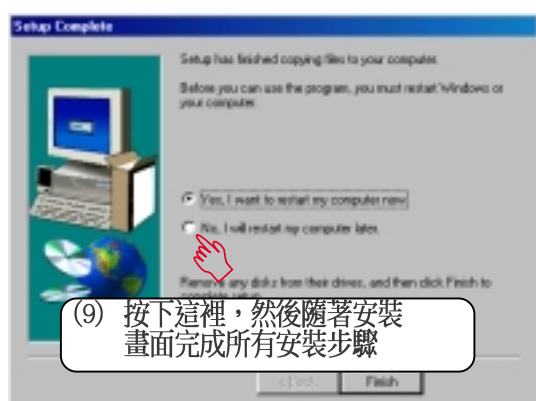 Setup Complete
Setup has finished copying files to your computer.
Before you can use the program, you must restart Windows or
your computer.
Yes, I want to restart my computer now.
No, I will restart my computer later.
Remove any disks from their drives, and then click Finish to
complete setup.
(9) 按下這裡，然後隨著安裝
畫面完成所有安裝步驟
Finish